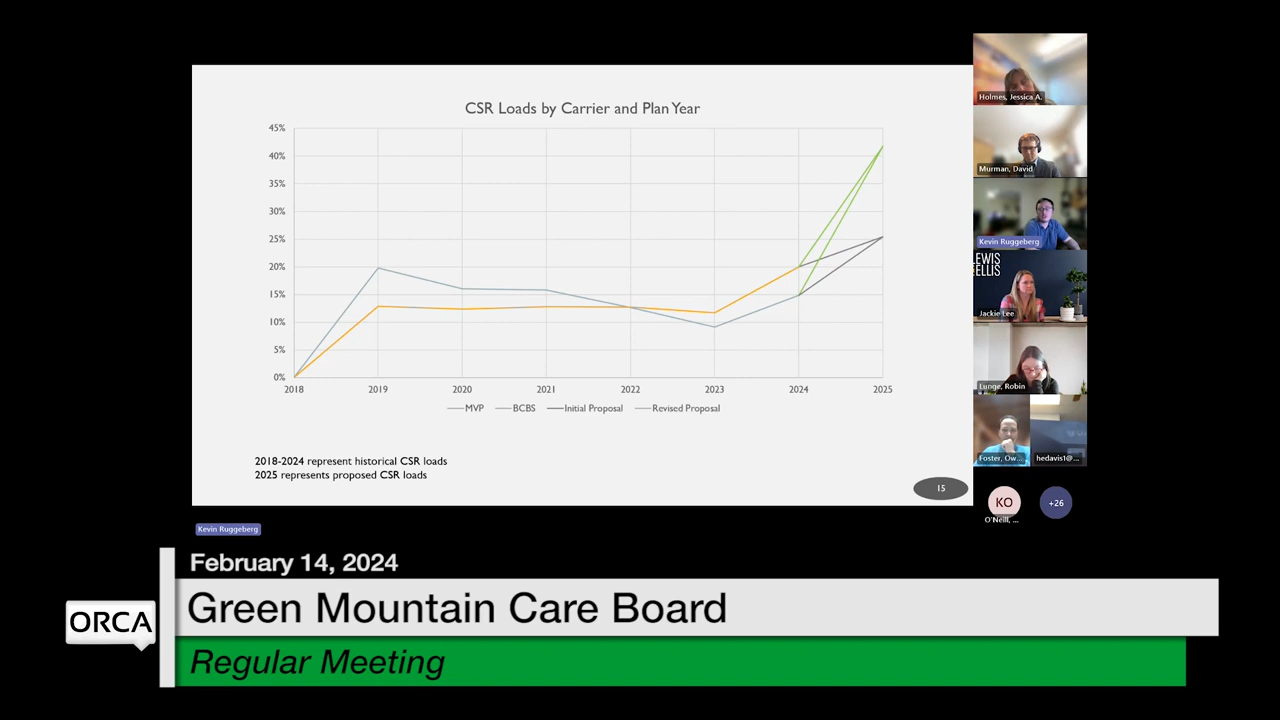 CSR Loads by Carrier and Plan Year
45%
40%
35%
30%
25%
20%
15%
10%
5%
0%
2018 2019 2020 2021 2022 2023 2024 2025
MVP BCBS Initial Proposal Revised Proposal
2018-2024 represent historical CSR loads
2025 represents proposed CSR loads
15
Holmes, Jessica A.
Murman, David
Kevin Ruggeberg
LEWIS
ELLIS
Jackie Lee
Lunge, Robin
Foster, Ow...
hedavis1@...
KO
O'Neill, ...
+26
Kevin Ruggeberg
February 14, 2024
ORCA
Green Mountain Care Board
Regular Meeting